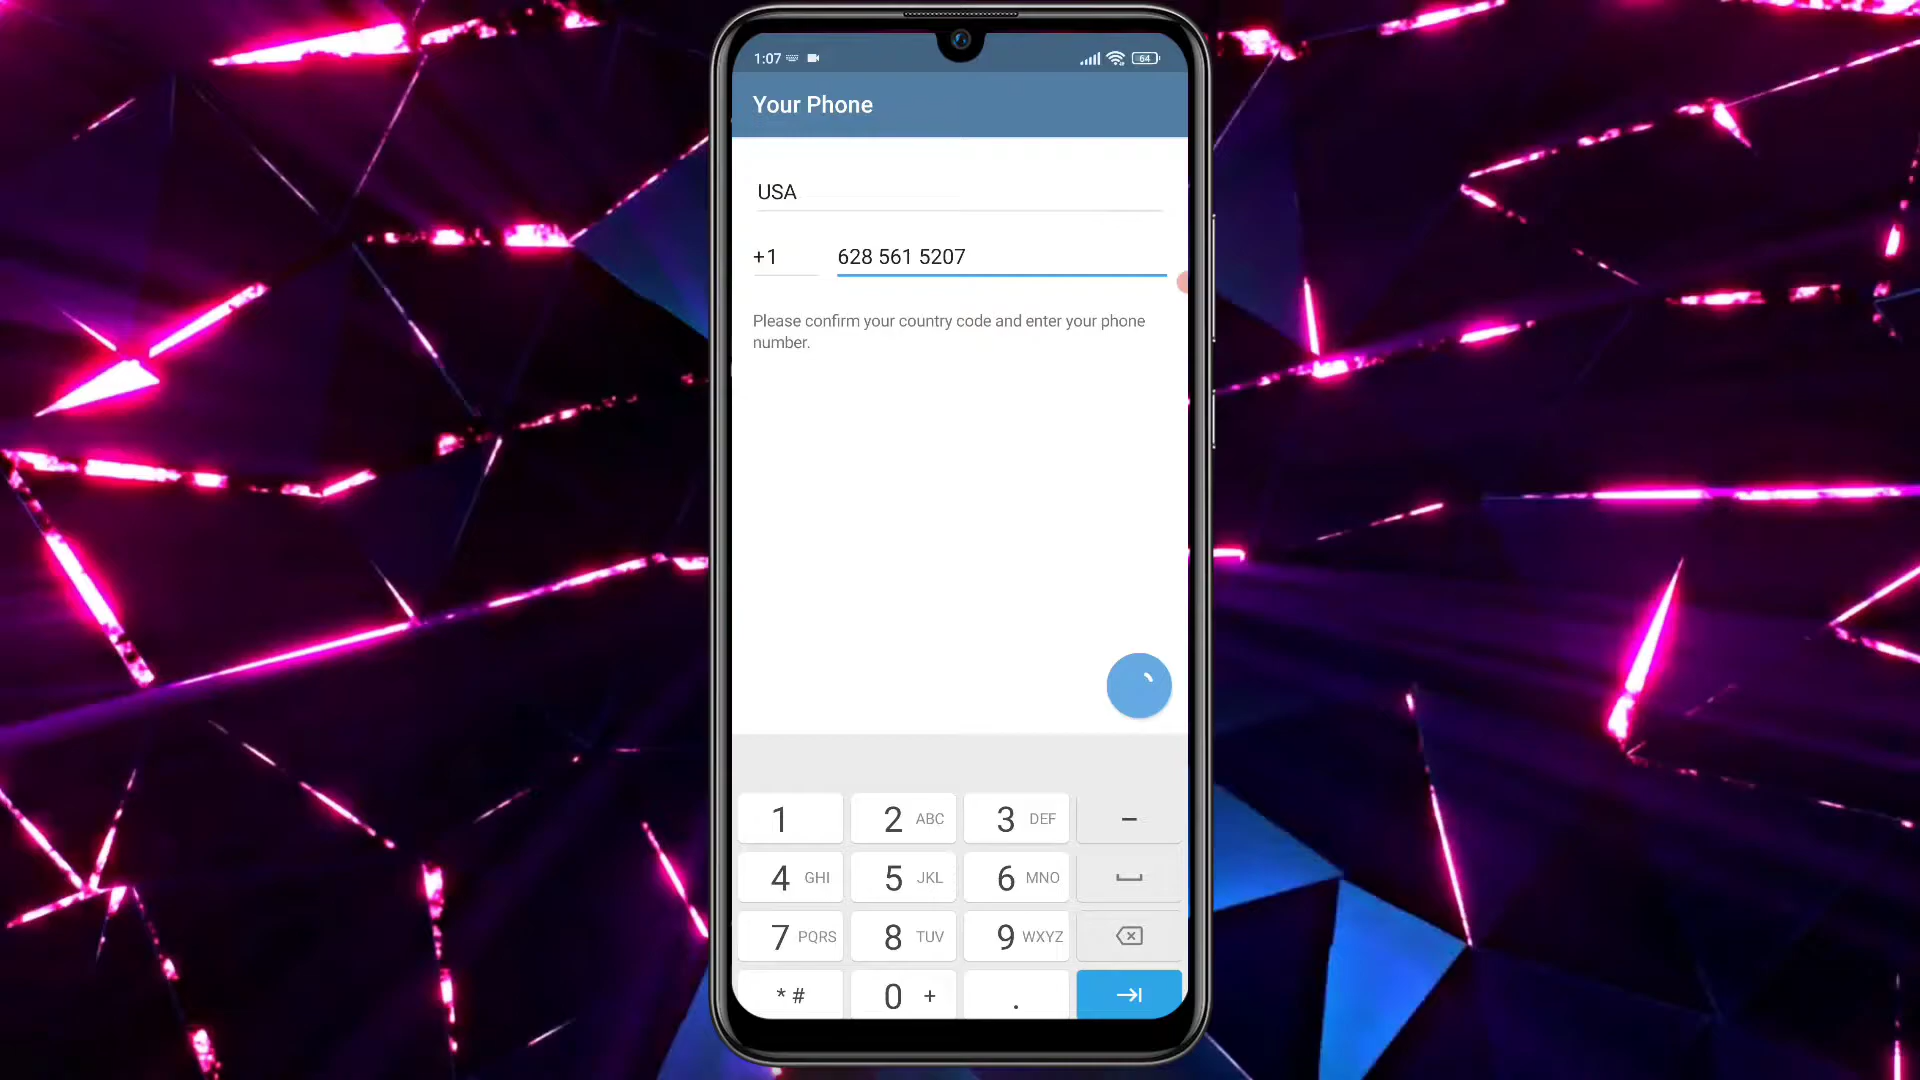 1:07
64
Your Phone
USA
+1 628 561 5207
Please confirm your country code and enter your phone
number.
1 2 ABC 3 DEF –
4 GHI 5 JKL 6 MNO
7 PQRS 8 TUV 9 WXYZ
* # 0 + .